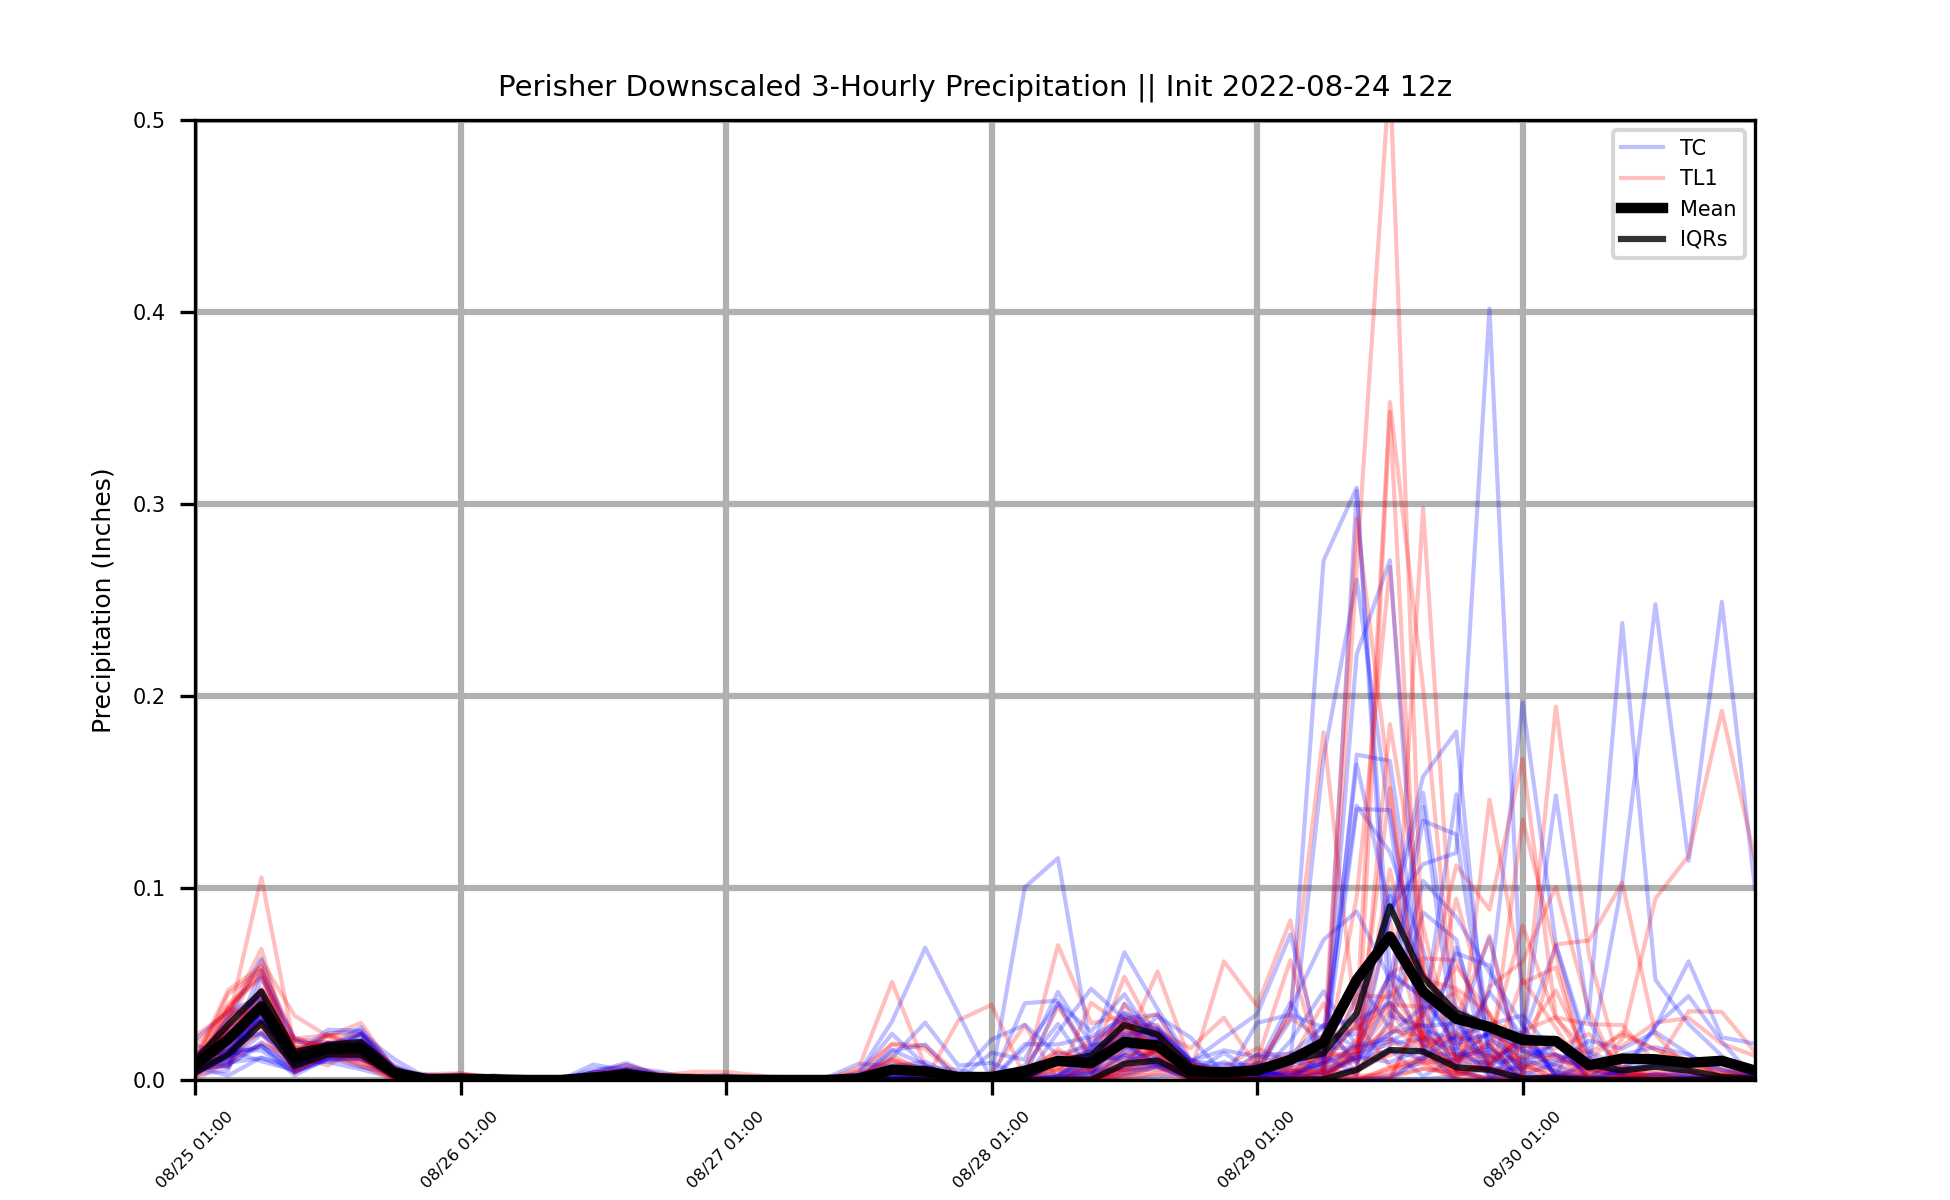 Perisher Downscaled 3-Hourly Precipitation || Init 2022-08-24 12z
Precipitation (Inches)
0.5
0.4
0.3
0.2
0.1
0.0
TC
TL1
Mean
IQRs
08/25 01:00
08/26 01:00
08/27 01:00
08/28 01:00
08/29 01:00
08/30 01:00